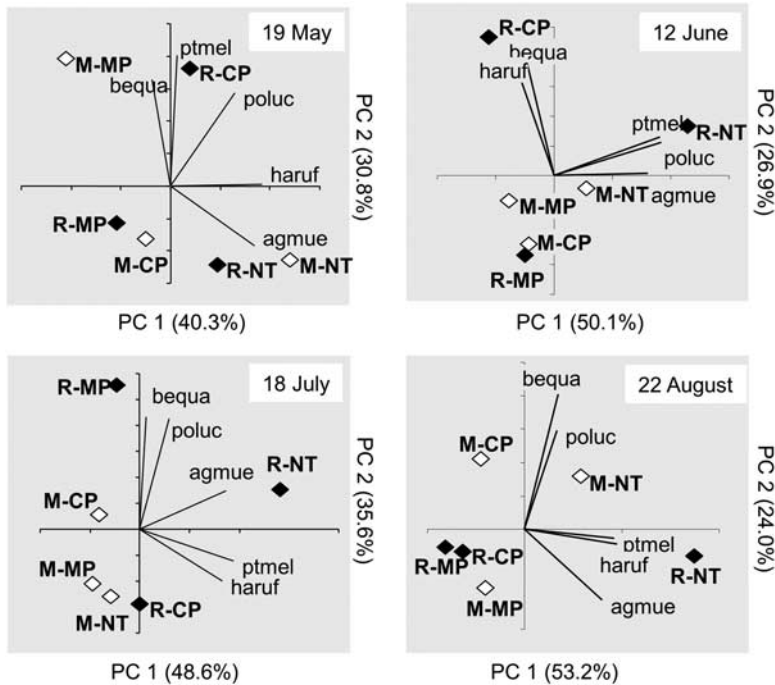 19 May
ptmel
M-MP
R-CP
bequa
poluc
haruf
R-MP
agmue
M-CP
R-NT
M-NT
PC 2 (30.8%)
PC 1 (40.3%)
12 June
R-CP
bequa
haruf
ptmel
R-NT
poluc
M-NT
agmue
M-MP
M-CP
R-MP
PC 2 (26.9%)
PC 1 (50.1%)
18 July
R-MP
bequa
poluc
R-NT
agmue
M-CP
ptmel
M-MP
haruf
M-NT
R-CP
PC 2 (35.6%)
PC 1 (48.6%)
22 August
bequa
M-CP
poluc
M-NT
ptmel
R-MP
R-CP
haruf
R-NT
M-MP
agmue
PC 2 (24.0%)
PC 1 (53.2%)